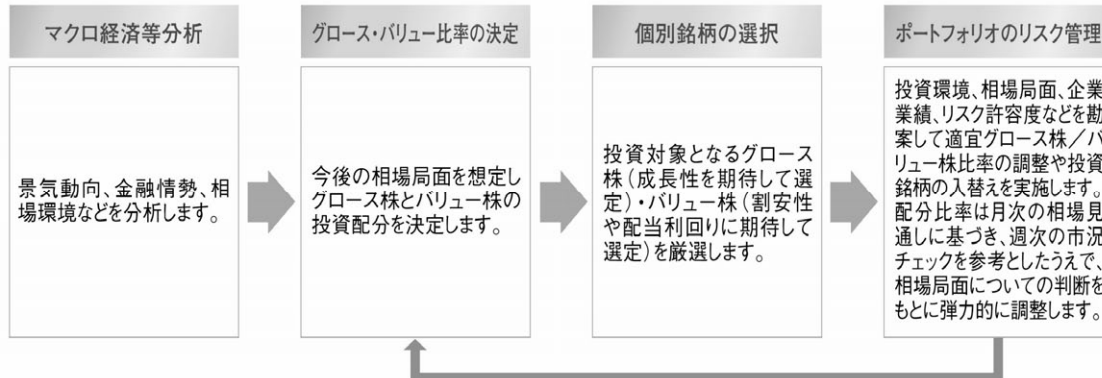 マクロ経済等分析
景気動向、金融情勢、相
場環境などを分析します。
グロース・バリュー比率の決定
今後の相場局面を想定し
グロース株とバリュー株の
投資配分を決定します。
個別銘柄の選択
投資対象となるグロース
株（成長性を期待して選
定）・バリュー株（割安性
や配当利回りに期待して
選定）を厳選します。
ポートフォリオのリスク管理
投資環境、相場局面、企業
業績、リスク許容度などを勘
案して適宜グロース株／バ
リュー株比率の調整や投資
銘柄の入替えを実施します。
配分比率は月次の相場見
通しに基づき、週次の市況
チェックを参考としたうえで、
相場局面についての判断を
もとに弾力的に調整します。